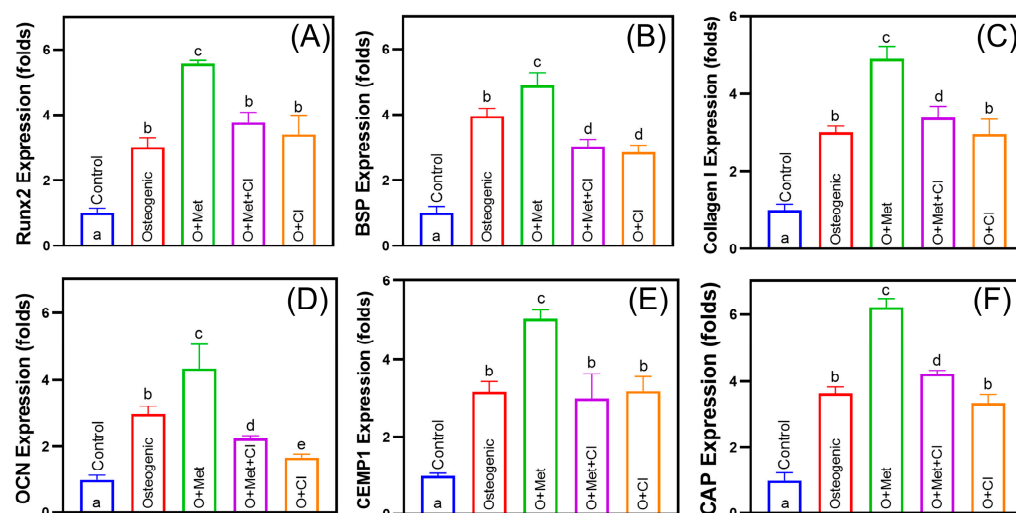 (A)
Runx2 Expression (folds)
6
4
2
0
a
Control
b
Osteogenic
c
O+Met
b
O+Met+CI
b
O+CI
(B)
BSP Expression (folds)
6
4
2
0
a
Control
b
Osteogenic
c
O+Met
d
O+Met+CI
d
O+CI
(C)
Collagen I Expression (folds)
6
4
2
0
a
Control
b
Osteogenic
c
O+Met
d
O+Met+CI
b
O+CI
(D)
OCN Expression (folds)
6
4
2
0
a
Control
b
Osteogenic
c
O+Met
d
O+Met+CI
e
O+CI
(E)
CEMP1 Expression (folds)
6
4
2
0
a
Control
b
Osteogenic
c
O+Met
b
O+Met+CI
b
O+CI
(F)
CAP Expression (folds)
6
4
2
0
a
Control
b
Osteogenic
c
O+Met
d
O+Met+CI
b
O+CI